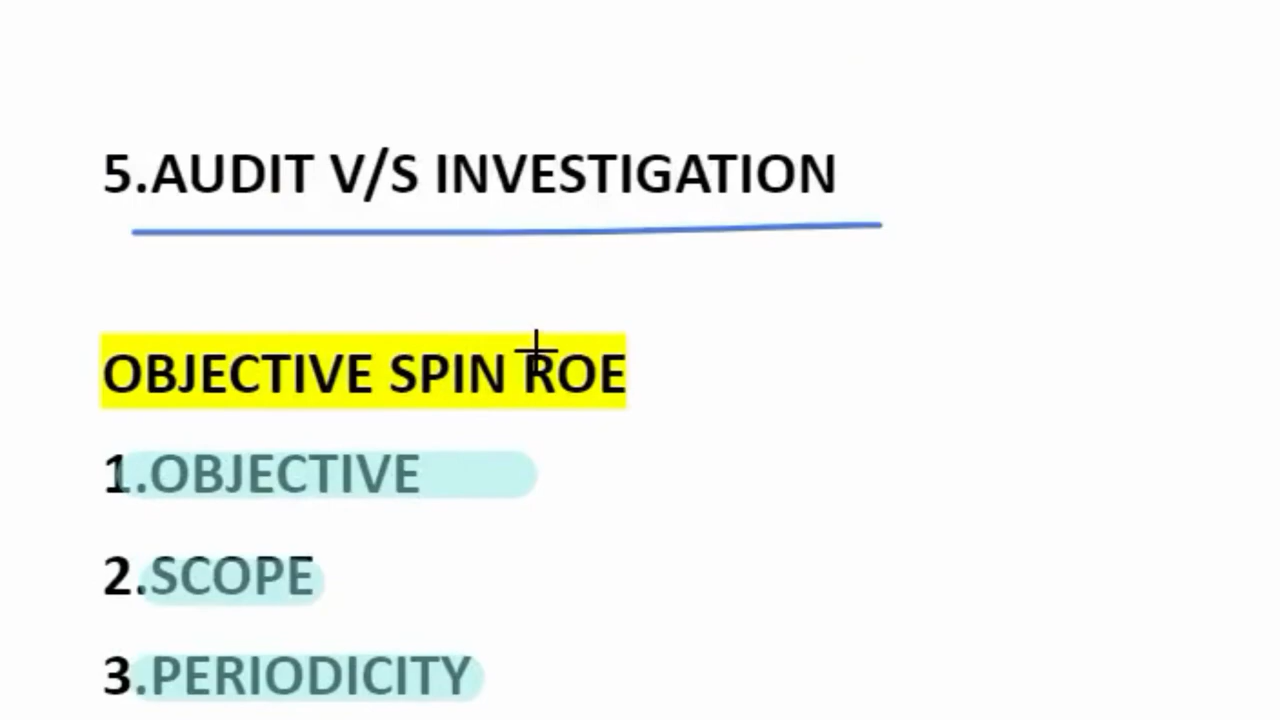 5.AUDIT V/S INVESTIGATION
OBJECTIVE SPIN ROE
1.OBJECTIVE
2.SCOPE
3.PERIODICITY